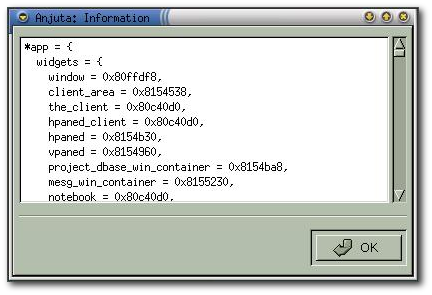 Anjuta: Information
*app = {
widgets = {
window = 0x80ffdf8,
client_area = 0x8154538,
the_client = 0x80c40d0,
hpaned_client = 0x80c40d0,
hpaned = 0x8154b30,
vpaned = 0x8154960,
project_dbase_win_container = 0x8154ba8,
mesg_win_container = 0x8155230,
notebook = 0x80c40d0,
OK